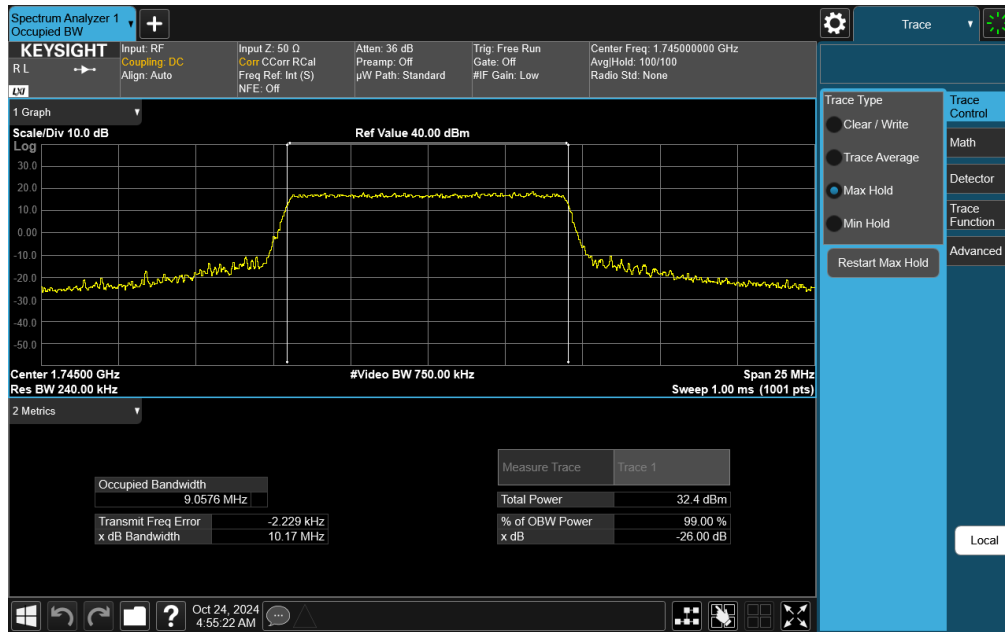 Spectrum Analyzer 1
Occupied BW
Trace
KEYSIGHT
R L
LXI
Input: RF
Coupling: DC
Align: Auto
Input Z: 50 Ω
Corr CCorr RCal
Freq Ref: Int (S)
NFE: Off
Atten: 36 dB
Preamp: Off
µW Path: Standard
Trig: Free Run
Gate: Off
#IF Gain: Low
Center Freq: 1.745000000 GHz
Avg|Hold: 100/100
Radio Std: None
1 Graph
Scale/Div 10.0 dB
Ref Value 40.00 dBm
Log
30.0
20.0
10.0
0.00
-10.0
-20.0
-30.0
-40.0
-50.0
Center 1.74500 GHz
#Video BW 750.00 kHz
Span 25 MHz
Res BW 240.00 kHz
Sweep 1.00 ms (1001 pts)
2 Metrics
Measure Trace
Trace 1
Occupied Bandwidth
9.0576 MHz
Total Power
32.4 dBm
Transmit Freq Error
-2.229 kHz
% of OBW Power
99.00 %
x dB Bandwidth
10.17 MHz
x dB
-26.00 dB
Trace Type
Clear / Write
Trace Average
Max Hold
Min Hold
Restart Max Hold
Trace
Control
Math
Detector
Trace
Function
Advanced
Local
?
Oct 24, 2024
4:55:22 AM